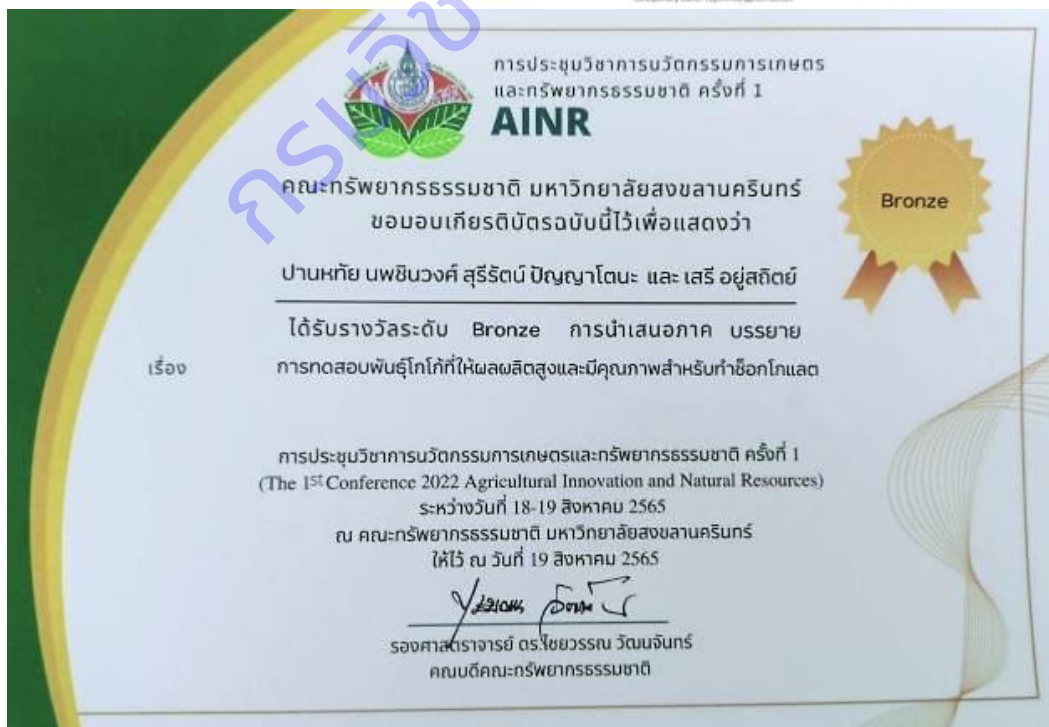 การประชุมวิชาการนวัตกรรมการเกษตร
และทรัพยากรธรรมชาติ ครั้งที่ 1
AINR
คณะทรัพยากรธรรมชาติ มหาวิทยาลัยสงขลานครินทร์
ขอมอบเกียรติบัตรฉบับนี้ไว้เพื่อแสดงว่า
Bronze
ปานหทัย นพชินวงศ์ สุรีรัตน์ ปัญญาโตนะ และ เสรี อยู่สถิตย์
ได้รับรางวัลระดับ Bronze การนำเสนอภาค บรรยาย
เรื่อง การทดสอบพันธุ์โกโก้ที่ให้ผลผลิตสูงและมีคุณภาพสำหรับทำช็อกโกแลต
การประชุมวิชาการนวัตกรรมการเกษตรและทรัพยากรธรรมชาติ ครั้งที่ 1
(The 1st Conference 2022 Agricultural Innovation and Natural Resources)
ระหว่างวันที่ 18-19 สิงหาคม 2565
ณ คณะทรัพยากรธรรมชาติ มหาวิทยาลัยสงขลานครินทร์
ให้ไว้ ณ วันที่ 19 สิงหาคม 2565
รองศาสตราจารย์ ดร.ไชยวรรณ วัฒนจันทร์
คณบดีคณะทรัพยากรธรรมชาติ